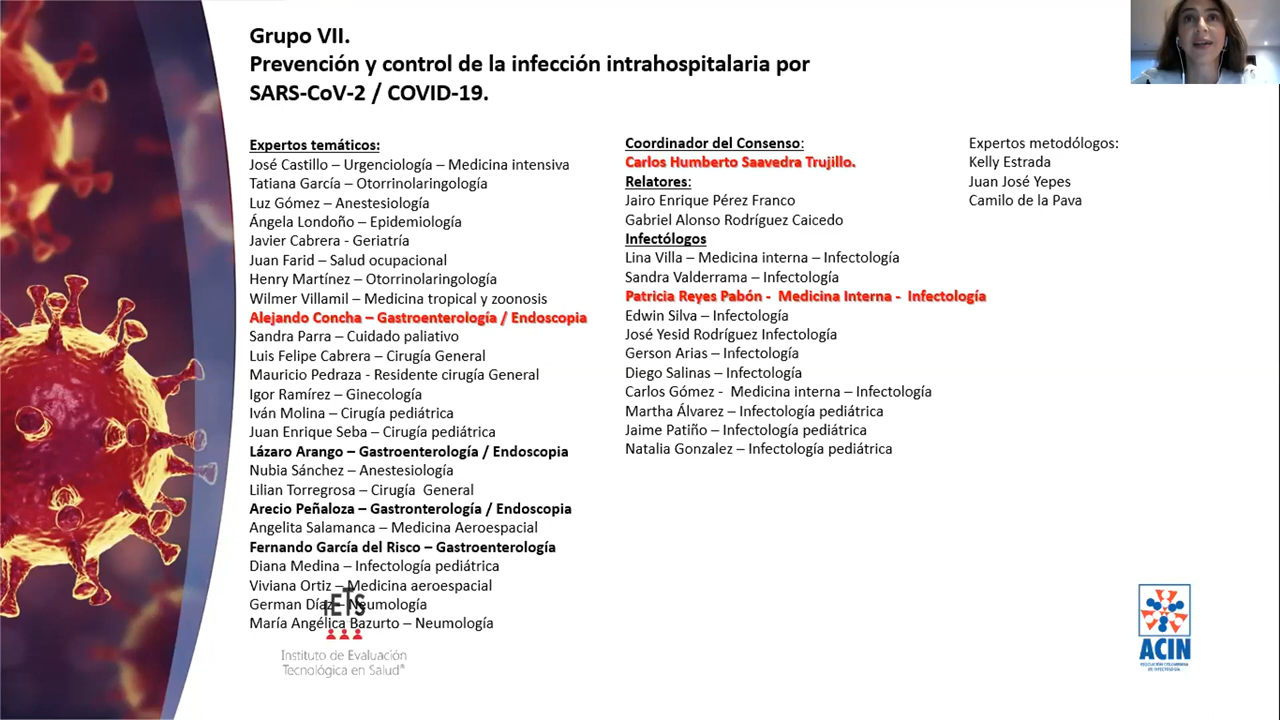 Grupo VII.
Prevención y control de la infección intrahospitalaria por
SARS-CoV-2 / COVID-19.
Expertos temáticos:
José Castillo – Urgenciología – Medicina intensiva
Tatiana García – Otorrinolaringología
Luz Gómez – Anestesiología
Ángela Londoño – Epidemiología
Javier Cabrera - Geriatría
Juan Farid – Salud ocupacional
Henry Martínez – Otorrinolaringología
Wilmer Villamil – Medicina tropical y zoonosis
Alejando Concha – Gastroenterología / Endoscopia
Sandra Parra – Cuidado paliativo
Luis Felipe Cabrera – Cirugía General
Mauricio Pedraza - Residente cirugía General
Igor Ramírez – Ginecología
Iván Molina – Cirugía pediátrica
Juan Enrique Seba – Cirugía pediátrica
Lázaro Arango – Gastroenterología / Endoscopia
Nubia Sánchez – Anestesiología
Lilian Torregrosa – Cirugía General
Arecio Peñaloza – Gastronterología / Endoscopia
Angelita Salamanca – Medicina Aeroespacial
Fernando García del Risco – Gastroenterología
Diana Medina – Infectología pediátrica
Viviana Ortiz – Medicina aeroespacial
German Díaz – Neumología
María Angélica Bazurto – Neumología
IETS
Instituto de Evaluación
Tecnológica en Salud®
Coordinador del Consenso:
Carlos Humberto Saavedra Trujillo.
Relatores:
Jairo Enrique Pérez Franco
Gabriel Alonso Rodríguez Caicedo
Infectólogos
Lina Villa – Medicina interna – Infectología
Sandra Valderrama – Infectología
Patricia Reyes Pabón - Medicina Interna - Infectología
Edwin Silva – Infectología
José Yesid Rodríguez Infectología
Gerson Arias – Infectología
Diego Salinas – Infectología
Carlos Gómez - Medicina interna – Infectología
Martha Álvarez – Infectología pediátrica
Jaime Patiño – Infectología pediátrica
Natalia Gonzalez – Infectología pediátrica
Expertos metodólogos:
Kelly Estrada
Juan José Yepes
Camilo de la Pava
ACIN
ASOCIACIÓN COLOMBIANA
DE INFECTOLOGÍA